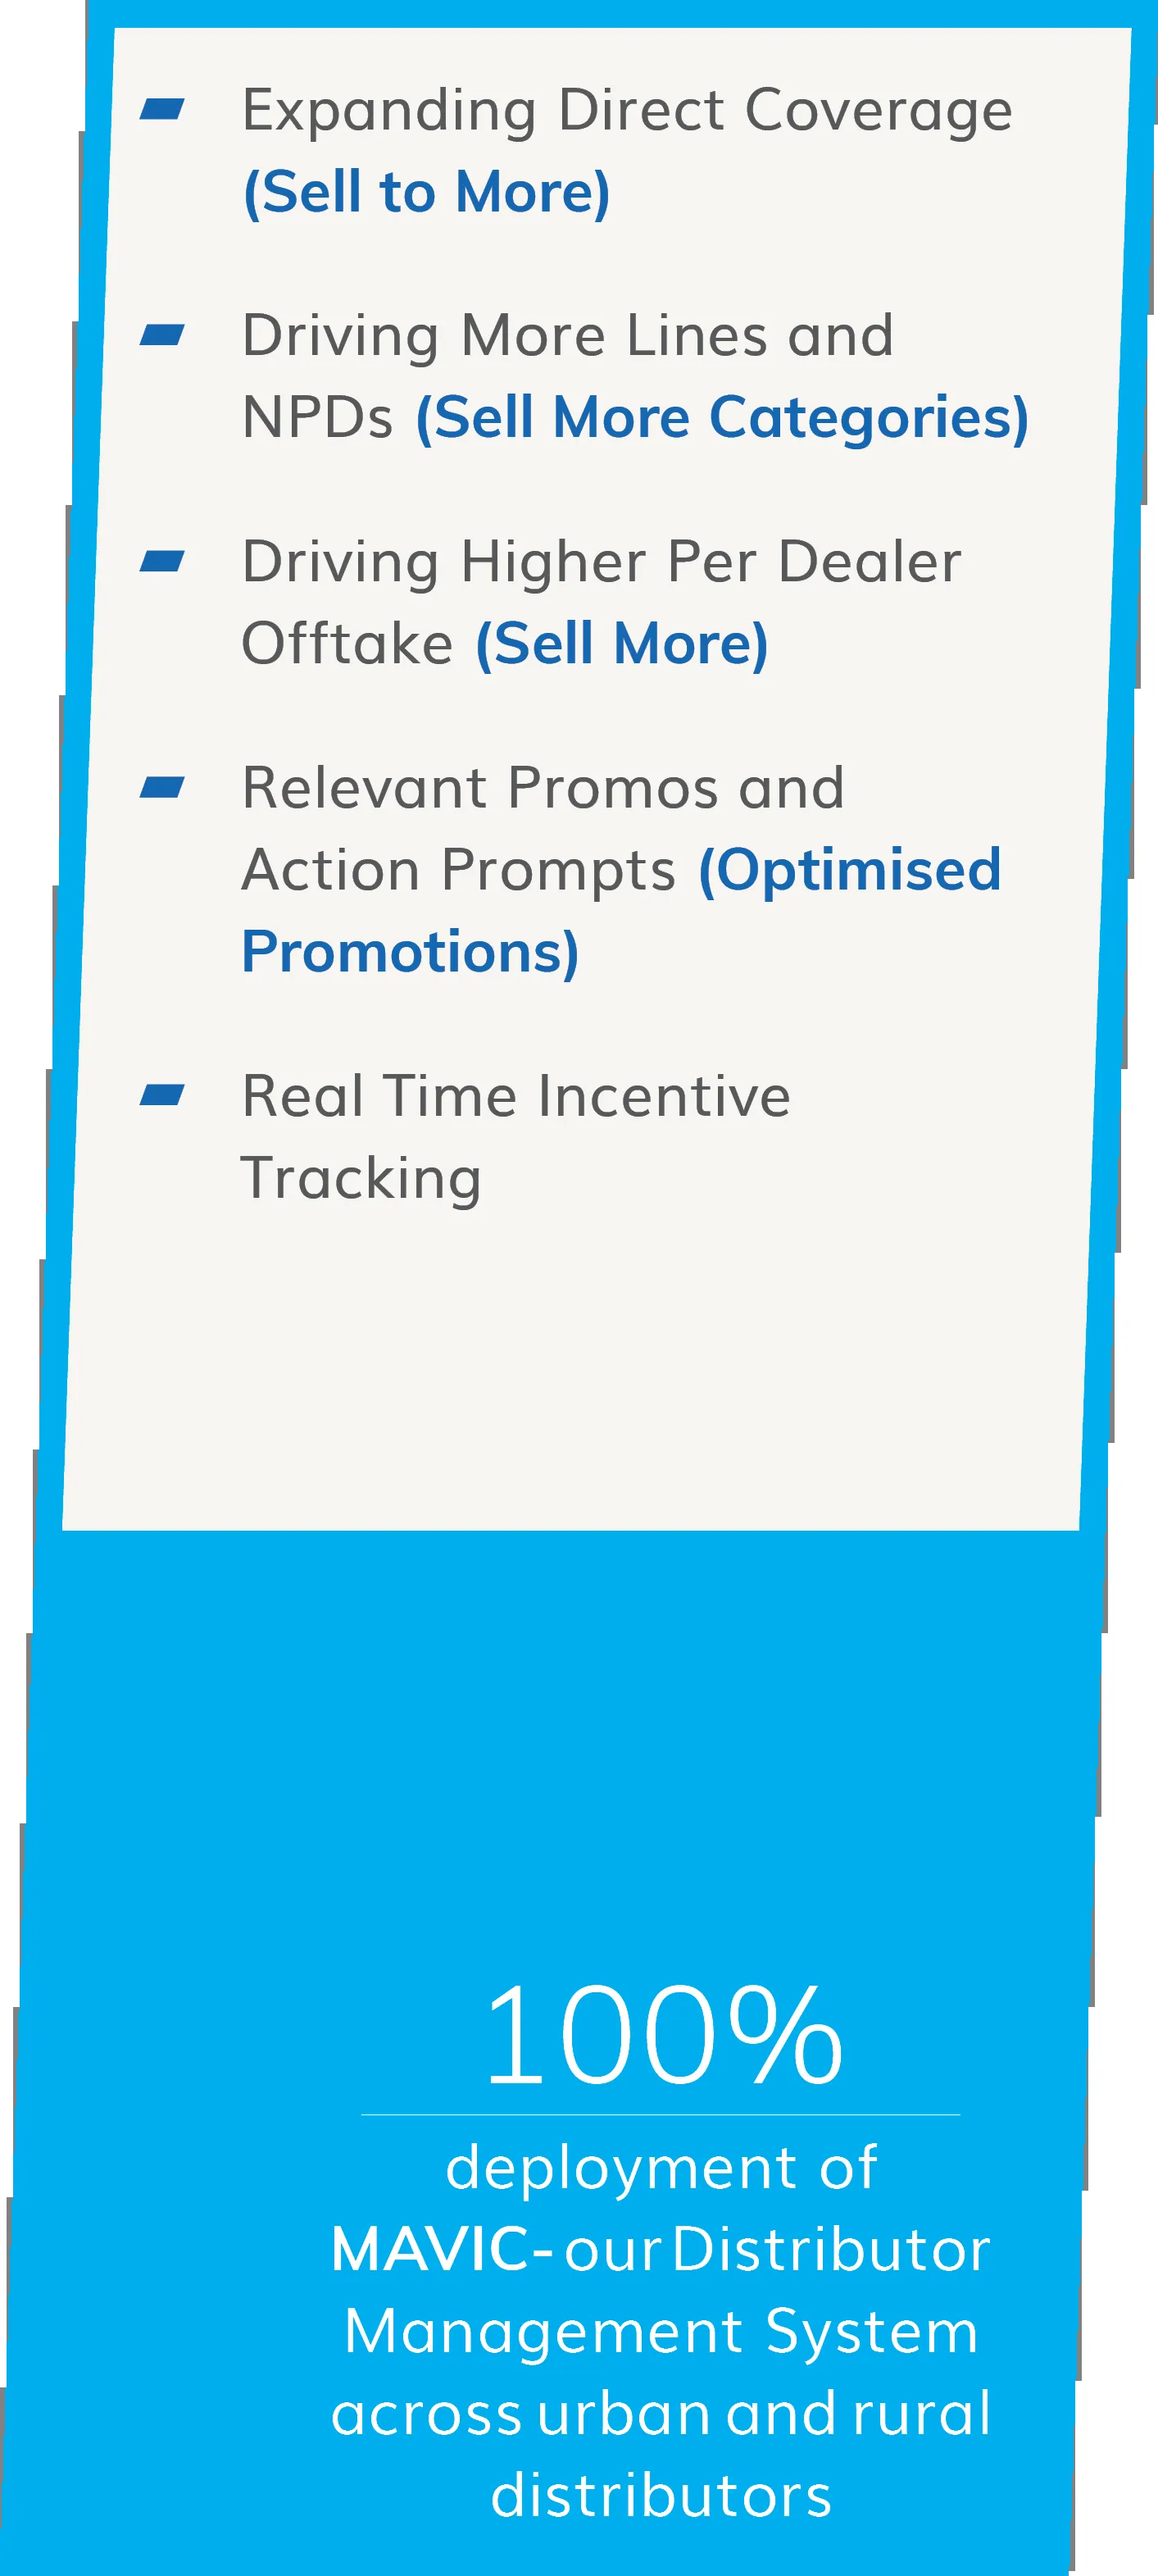 Expanding Direct Coverage
(Sell to More)
Driving More Lines and
NPDs (Sell More Categories)
Driving Higher Per Dealer
Offtake (Sell More)
Relevant Promos and
Action Prompts (Optimised
Promotions)
Real Time Incentive
Tracking
100%
deployment of
MAVIC- our Distributor
Management System
across urban and rural
distributors